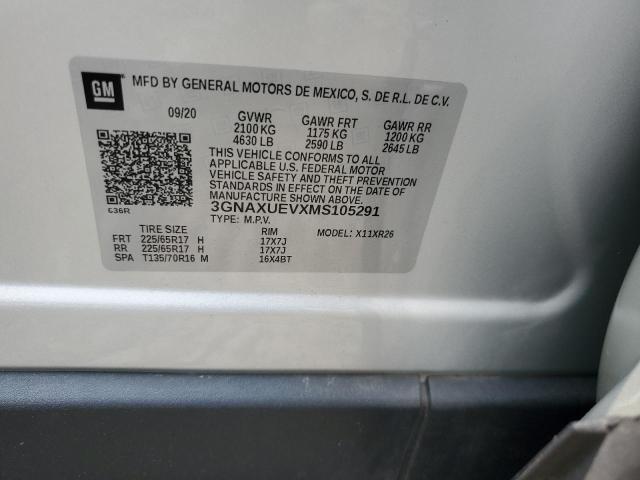 GM
MFD BY GENERAL MOTORS DE MEXICO, S. DE R.L. DE C.V.
09/20 GVWR GAWR FRT GAWR RR
2100 KG 1175 KG 1200 KG
4630 LB 2590 LB 2645 LB
THIS VEHICLE CONFORMS TO ALL
APPLICABLE U.S. FEDERAL MOTOR
VEHICLE SAFETY AND THEFT PREVENTION
STANDARDS IN EFFECT ON THE DATE OF
MANUFACTURE SHOWN ABOVE.
3GNAXUEVXMS105291
TYPE: M.P.V. MODEL: X11XR26
G36R
TIRE SIZE RIM
FRT 225/65R17 H 17X7J
RR 225/65R17 H 17X7J
SPA T135/70R16 M 16X4BT